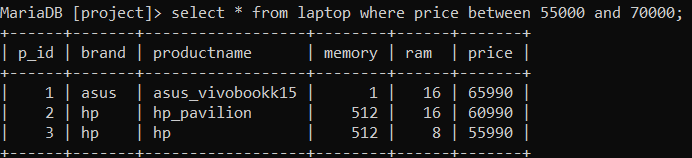 MariaDB [project]> select * from laptop where price between 55000 and 70000;
+------+-------+------------------+--------+------+-------+
| p_id | brand | productname      | memory | ram  | price |
+------+-------+------------------+--------+------+-------+
|    1 | asus  | asus_vivobookk15 |      1 |   16 | 65990 |
|    2 | hp    | hp_pavilion      |    512 |   16 | 60990 |
|    3 | hp    | hp               |    512 |    8 | 55990 |
+------+-------+------------------+--------+------+-------+